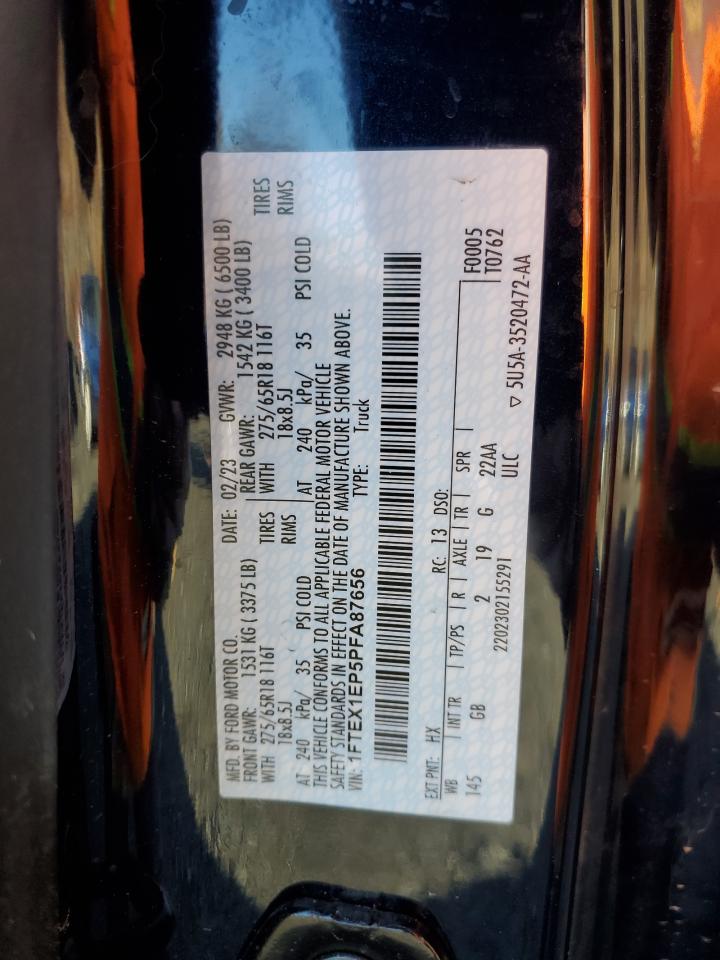 MFD. BY FORD MOTOR CO. DATE: 02/23 GVWR: 2948 KG ( 6500 LB)
FRONT GAWR: 1531 KG ( 3375 LB) REAR GAWR: 1542 KG ( 3400 LB)
WITH 275/65R18 116T TIRES WITH 275/65R18 116T TIRES
18x8.5J RIMS 18x8.5J RIMS
AT 240 kPa/ 35 PSI COLD AT 240 kPa/ 35 PSI COLD
THIS VEHICLE CONFORMS TO ALL APPLICABLE FEDERAL MOTOR VEHICLE
SAFETY STANDARDS IN EFFECT ON THE DATE OF MANUFACTURE SHOWN ABOVE.
VIN: 1FTEX1EP5PFA87656 TYPE: Truck
EXT PNT: HX RC: 13 DSO: F0005
WB INT TR TP/PS R AXLE TR SPR T0762
145 GB 2 19 G 22AA
2202302155291 ULC ▽ 5U5A-3520472-AA